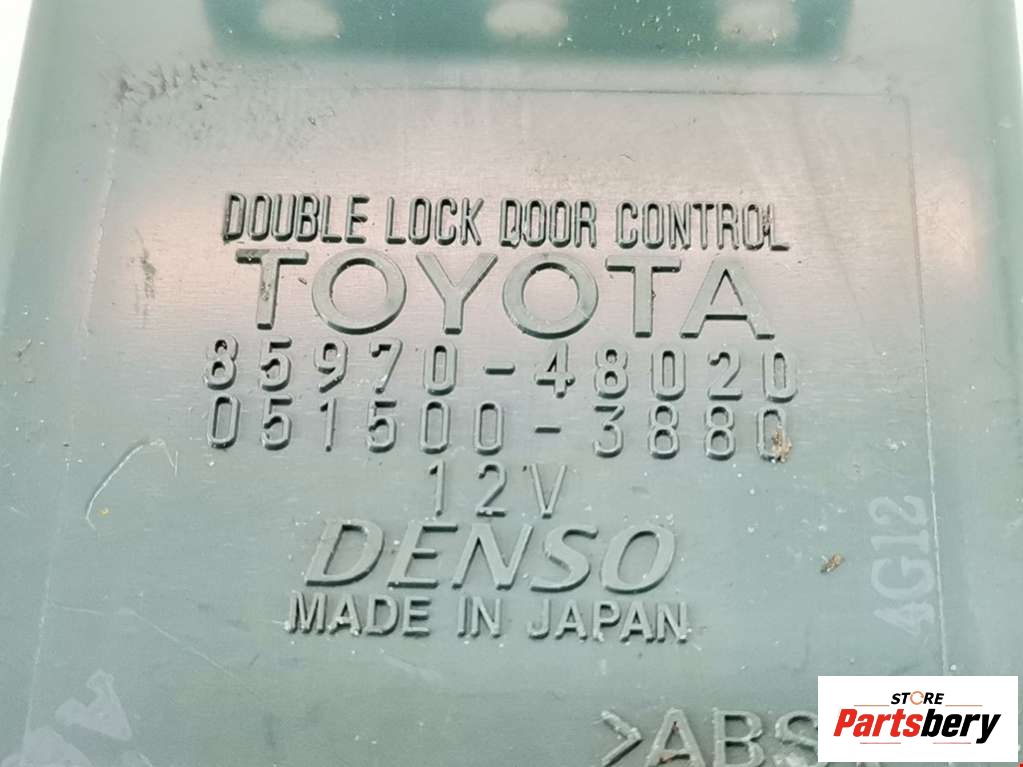 DOUBLE LOCK DOOR CONTROL
TOYOTA
85970-48020
051500-3880
12V
DENSO
MADE IN JAPAN
4G12
>ABS
STORE
Partsbery